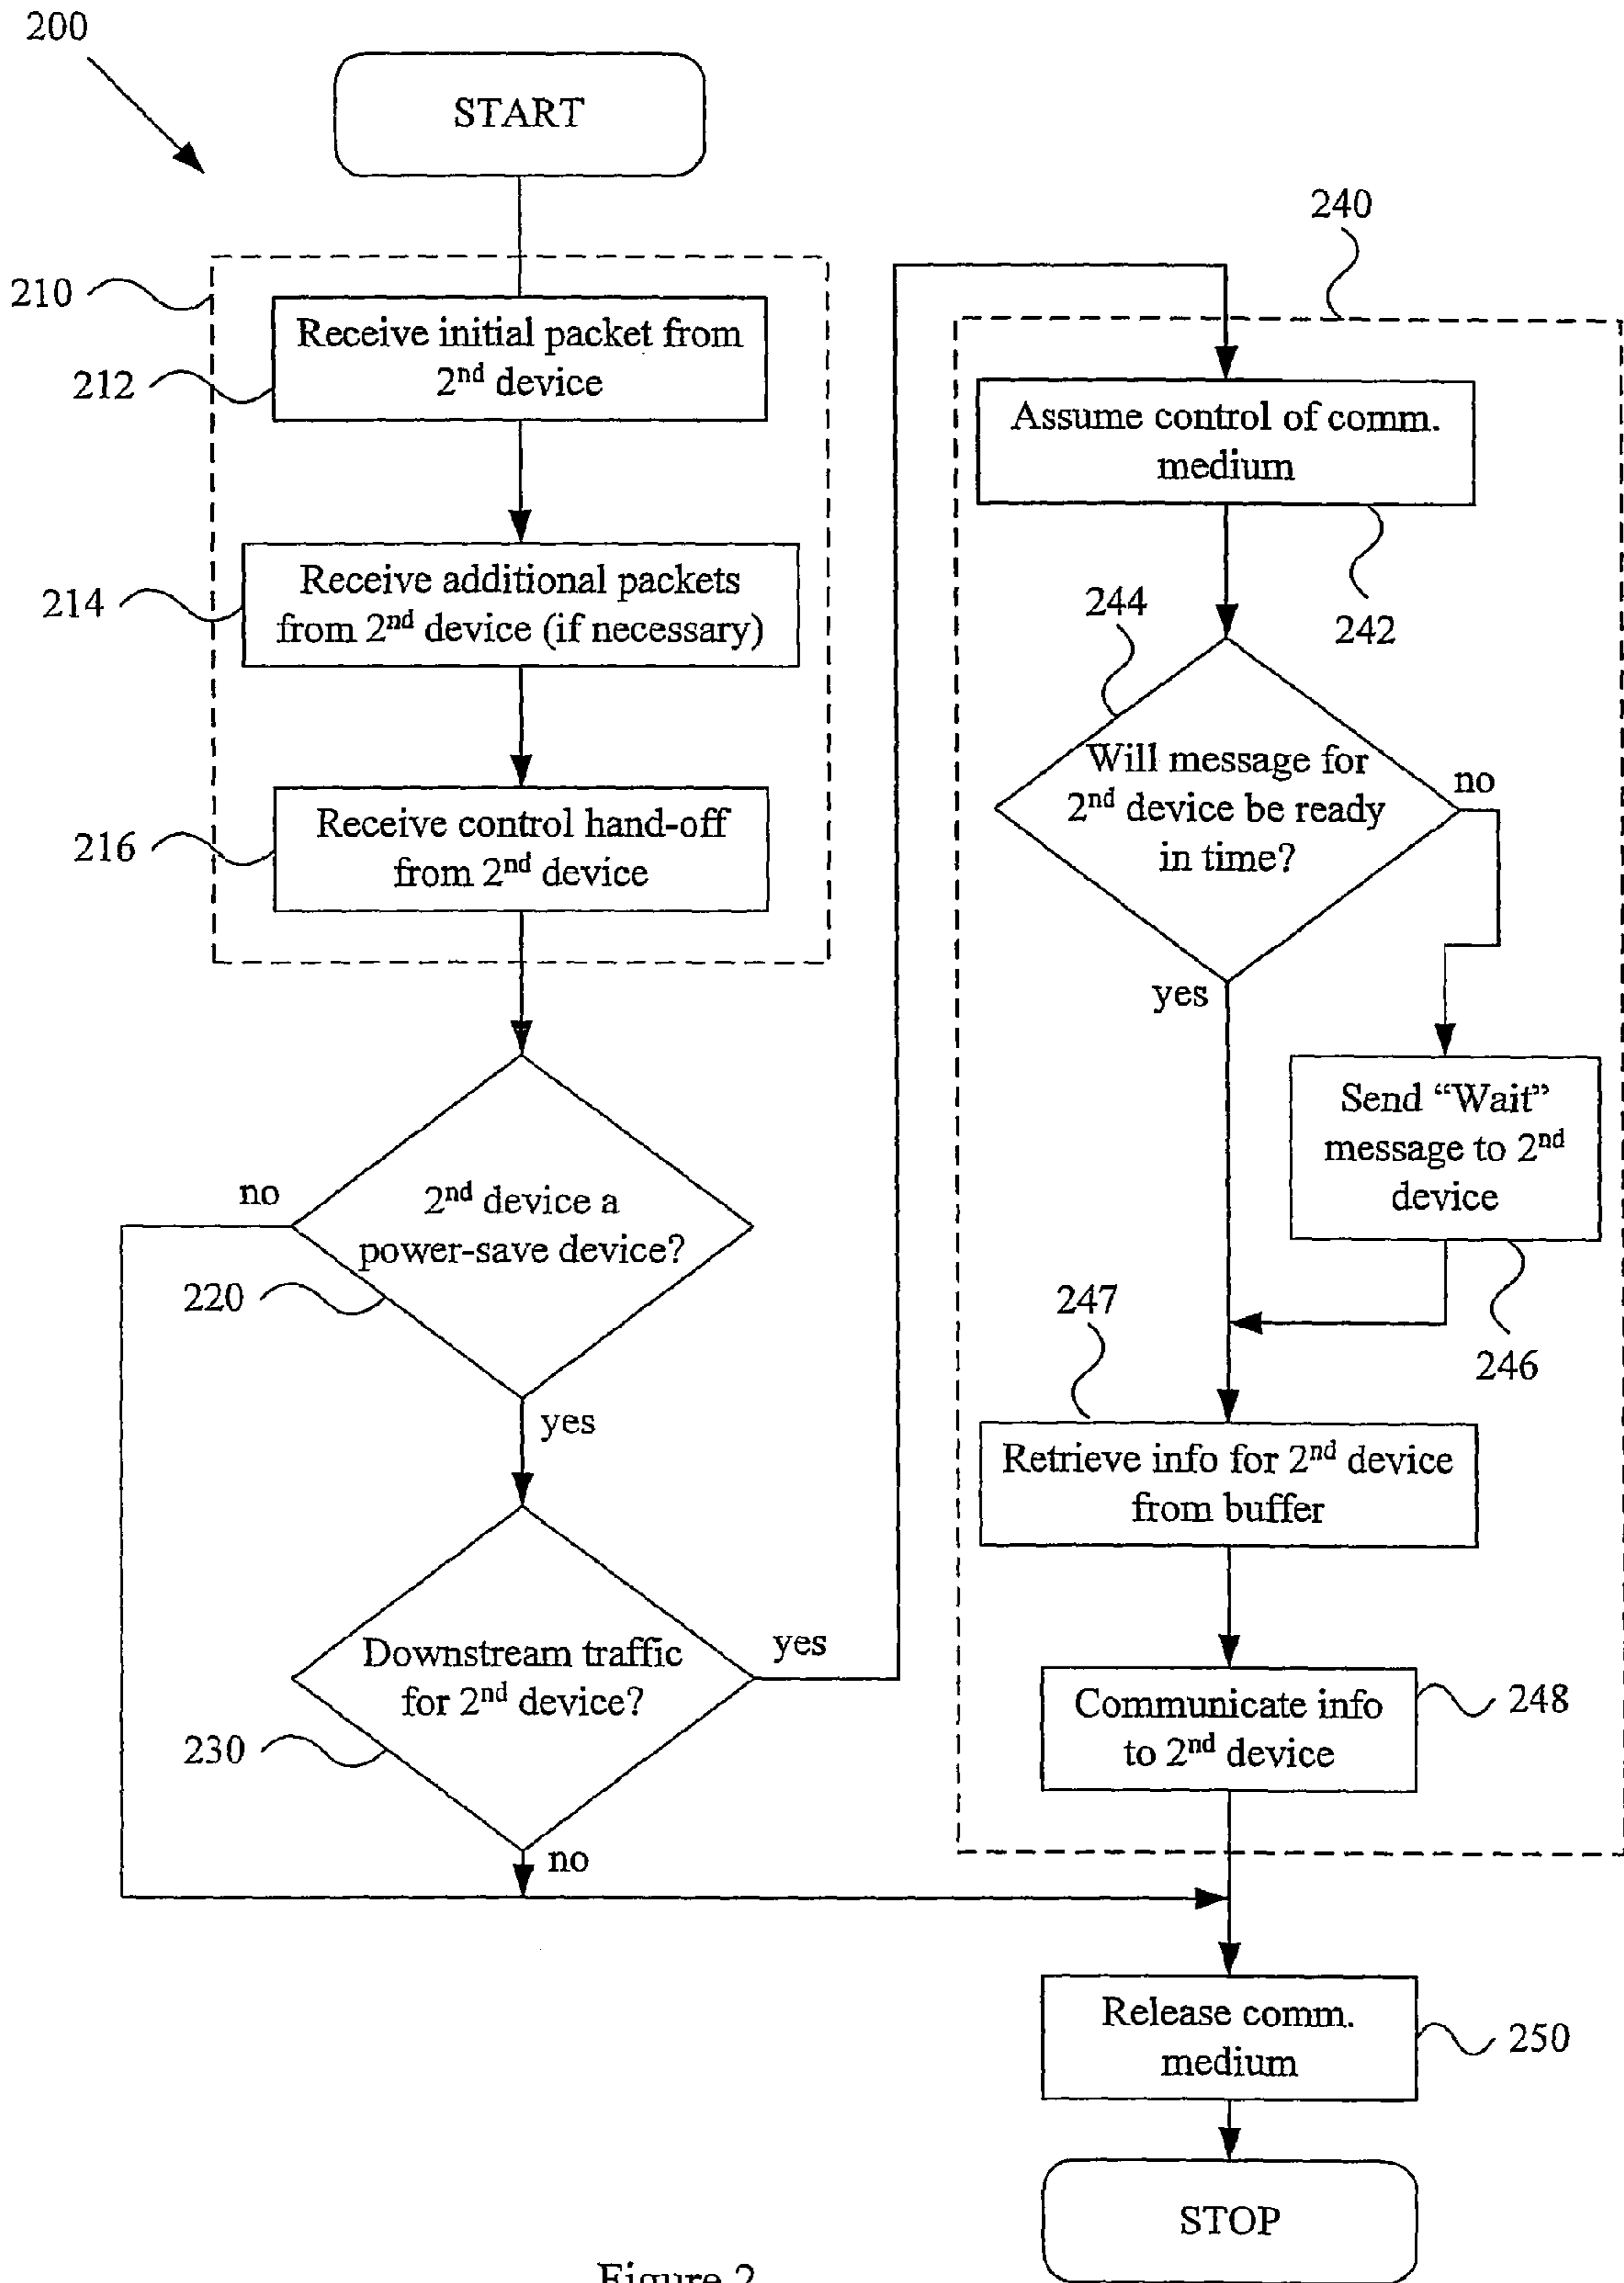 200
START
210
Receive initial packet from
2nd device
212
Receive additional packets
from 2nd device (if necessary)
214
Receive control hand-off
from 2nd device
216
no
2nd device a
power-save device?
220
yes
Downstream traffic
for 2nd device?
yes
230
no
240
Assume control of comm.
medium
242
244
Will message for
2nd device be ready
in time?
no
yes
Send “Wait”
message to 2nd
device
246
247
Retrieve info for 2nd device
from buffer
Communicate info
to 2nd device
248
Release comm.
medium
250
STOP
Figure 2